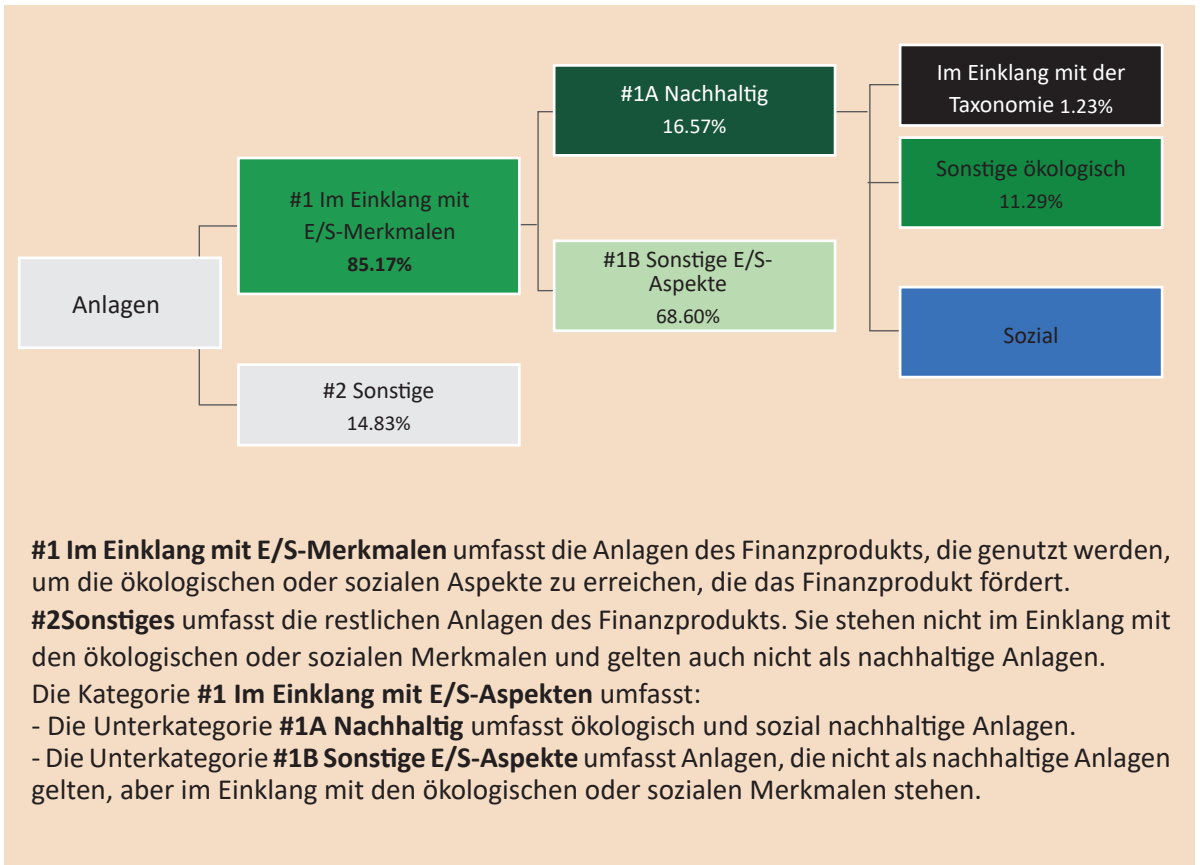 Anlagen
#1 Im Einklang mit
E/S-Merkmalen
85.17%
#2 Sonstige
14.83%
#1A Nachhaltig
16.57%
#1B Sonstige E/S-
Aspekte
68.60%
Im Einklang mit der
Taxonomie 1.23%
Sonstige ökologisch
11.29%
Sozial
#1 Im Einklang mit E/S-Merkmalen umfasst die Anlagen des Finanzprodukts, die genutzt werden,
um die ökologischen oder sozialen Aspekte zu erreichen, die das Finanzprodukt fördert.
#2Sonstiges umfasst die restlichen Anlagen des Finanzprodukts. Sie stehen nicht im Einklang mit
den ökologischen oder sozialen Merkmalen und gelten auch nicht als nachhaltige Anlagen.
Die Kategorie #1 Im Einklang mit E/S-Aspekten umfasst:
- Die Unterkategorie #1A Nachhaltig umfasst ökologisch und sozial nachhaltige Anlagen.
- Die Unterkategorie #1B Sonstige E/S-Aspekte umfasst Anlagen, die nicht als nachhaltige Anlagen
gelten, aber im Einklang mit den ökologischen oder sozialen Merkmalen stehen.